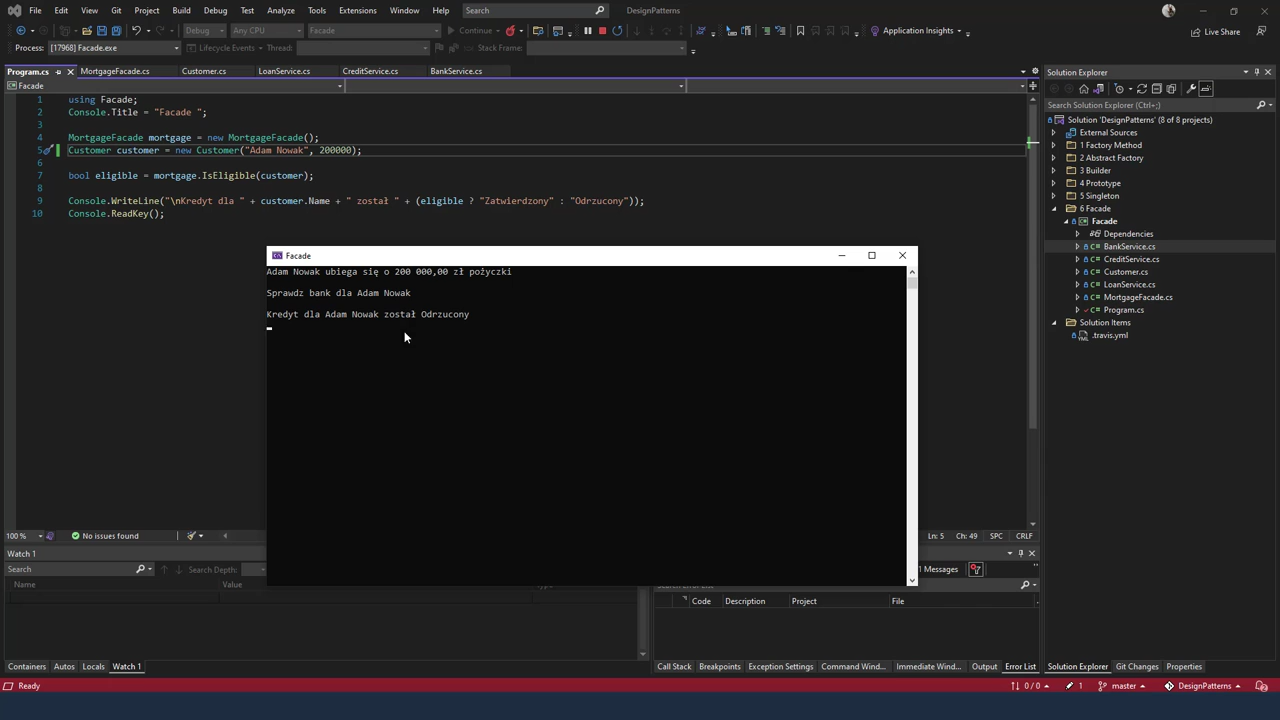 File Edit View Git Project Build Debug Test Analyze Tools Extensions Window Help Search DesignPatterns
Debug Any CPU Facade Continue Application Insights Live Share
Process: [17968] Facade.exe Lifecycle Events Thread: Stack Frame:
Program.cs MortgageFacade.cs Customer.cs LoanService.cs CreditService.cs BankService.cs
Facade
1 using Facade;
2 Console.Title = "Facade ";
3
4 MortgageFacade mortgage = new MortgageFacade();
5 Customer customer = new Customer("Adam Nowak", 200000);
6
7 bool eligible = mortgage.IsEligible(customer);
8
9 Console.WriteLine("\nKredyt dla " + customer.Name + " został " + (eligible ? "Zatwierdzony" : "Odrzucony"));
10 Console.ReadKey();
Facade
Adam Nowak ubiega się o 200 000,00 zł pożyczki
Sprawdz bank dla Adam Nowak
Kredyt dla Adam Nowak został Odrzucony
Solution Explorer
Search Solution Explorer (Ctrl+;)
Solution 'DesignPatterns' (8 of 8 projects)
External Sources
1 Factory Method
2 Abstract Factory
3 Builder
4 Prototype
5 Singleton
6 Facade
Facade
Dependencies
BankService.cs
CreditService.cs
Customer.cs
LoanService.cs
MortgageFacade.cs
Program.cs
Solution Items
.travis.yml
100 % No issues found Ln: 5 Ch: 49 SPC CRLF
Watch 1
Search Search Depth:
Name Value Type
1 Messages
Code Description Project File
Containers Autos Locals Watch 1
Call Stack Breakpoints Exception Settings Command Wind... Immediate Wind... Output Error List
Solution Explorer Git Changes Properties
Ready 0 / 0 1 master DesignPatterns 2